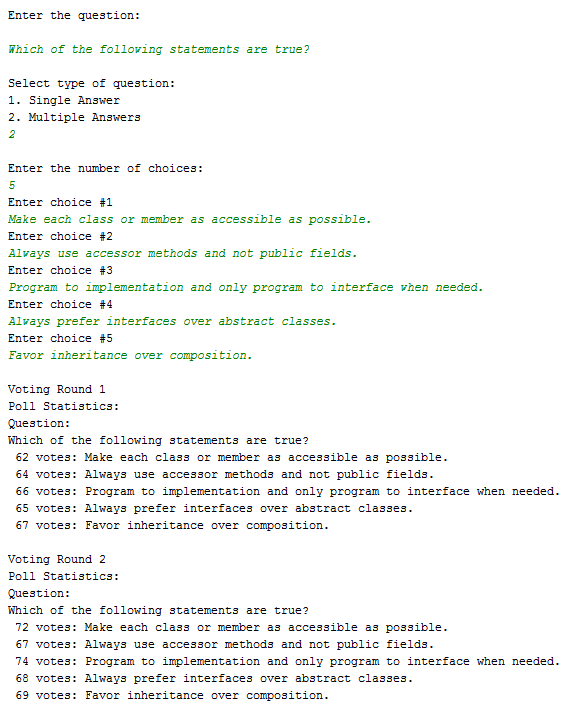 Enter the question:
Which of the following statements are true?
Select type of question:
1. Single Answer
2. Multiple Answers
2
Enter the number of choices:
5
Enter choice #1
Make each class or member as accessible as possible.
Enter choice #2
Always use accessor methods and not public fields.
Enter choice #3
Program to implementation and only program to interface when needed.
Enter choice #4
Always prefer interfaces over abstract classes.
Enter choice #5
Favor inheritance over composition.
Voting Round 1
Poll Statistics:
Question:
Which of the following statements are true?
62 votes: Make each class or member as accessible as possible.
64 votes: Always use accessor methods and not public fields.
66 votes: Program to implementation and only program to interface when needed.
65 votes: Always prefer interfaces over abstract classes.
67 votes: Favor inheritance over composition.
Voting Round 2
Poll Statistics:
Question:
Which of the following statements are true?
72 votes: Make each class or member as accessible as possible.
67 votes: Always use accessor methods and not public fields.
74 votes: Program to implementation and only program to interface when needed.
68 votes: Always prefer interfaces over abstract classes.
69 votes: Favor inheritance over composition.